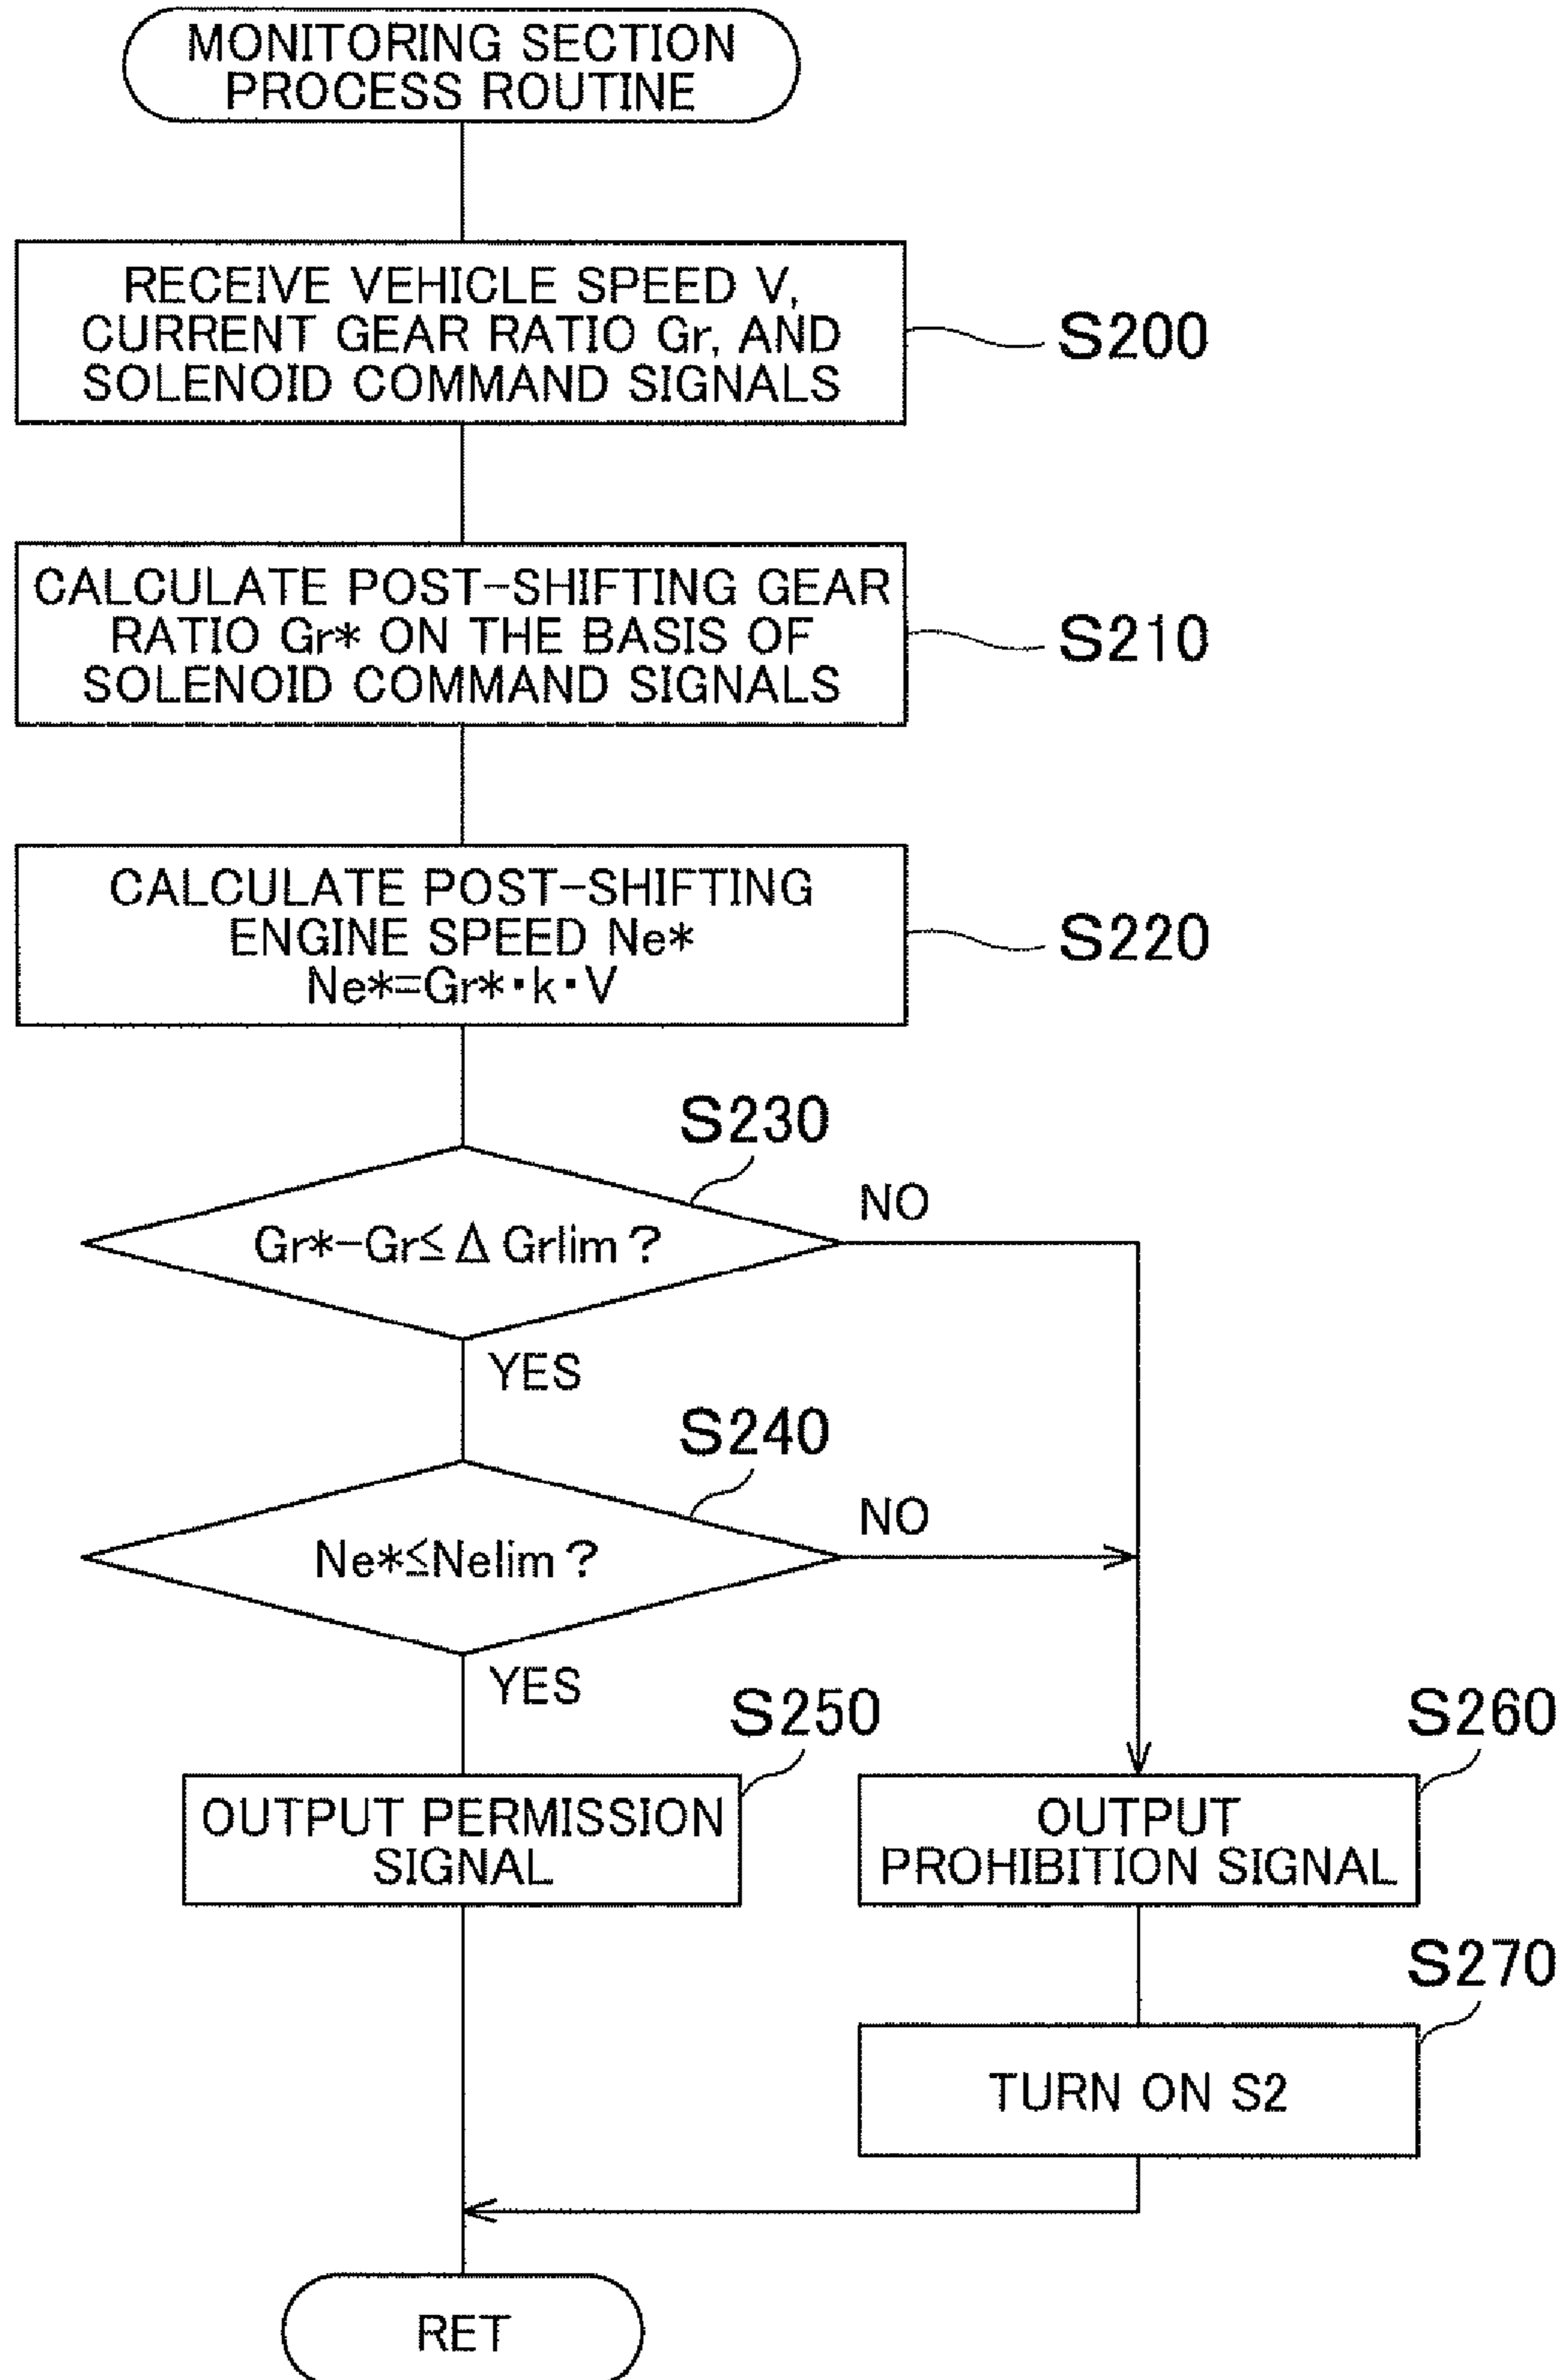 MONITORING SECTION
PROCESS ROUTINE
RECEIVE VEHICLE SPEED V,
CURRENT GEAR RATIO Gr, AND
SOLENOID COMMAND SIGNALS
S200
CALCULATE POST-SHIFTING GEAR
RATIO Gr* ON THE BASIS OF
SOLENOID COMMAND SIGNALS
S210
CALCULATE POST-SHIFTING
ENGINE SPEED Ne*
Ne*=Gr*・k・V
S220
S230
Gr*-Gr≤ΔGrlim?
NO
YES
S240
Ne*≤Nelim?
NO
YES
S250
OUTPUT PERMISSION
SIGNAL
S260
OUTPUT
PROHIBITION SIGNAL
S270
TURN ON S2
RET